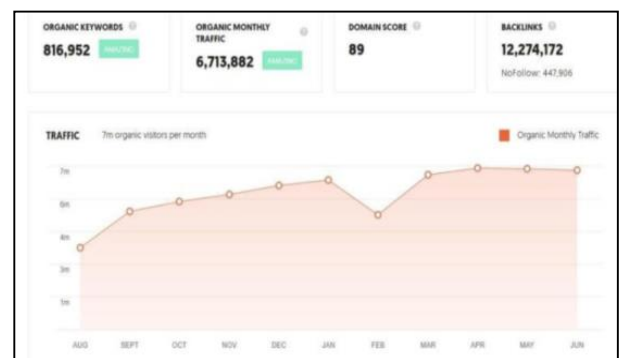 ORGANIC KEYWORDS
816,952 AMAZING
ORGANIC MONTHLY
TRAFFIC
6,713,882 AMAZING
DOMAIN SCORE
89
BACKLINKS
12,274,172
NoFollow: 447,906
TRAFFIC 7m organic visitors per month
Organic Monthly Traffic
7m
6m
4m
3m
1m
AUG SEPT OCT NOV DEC JAN FEB MAR APR MAY JUN